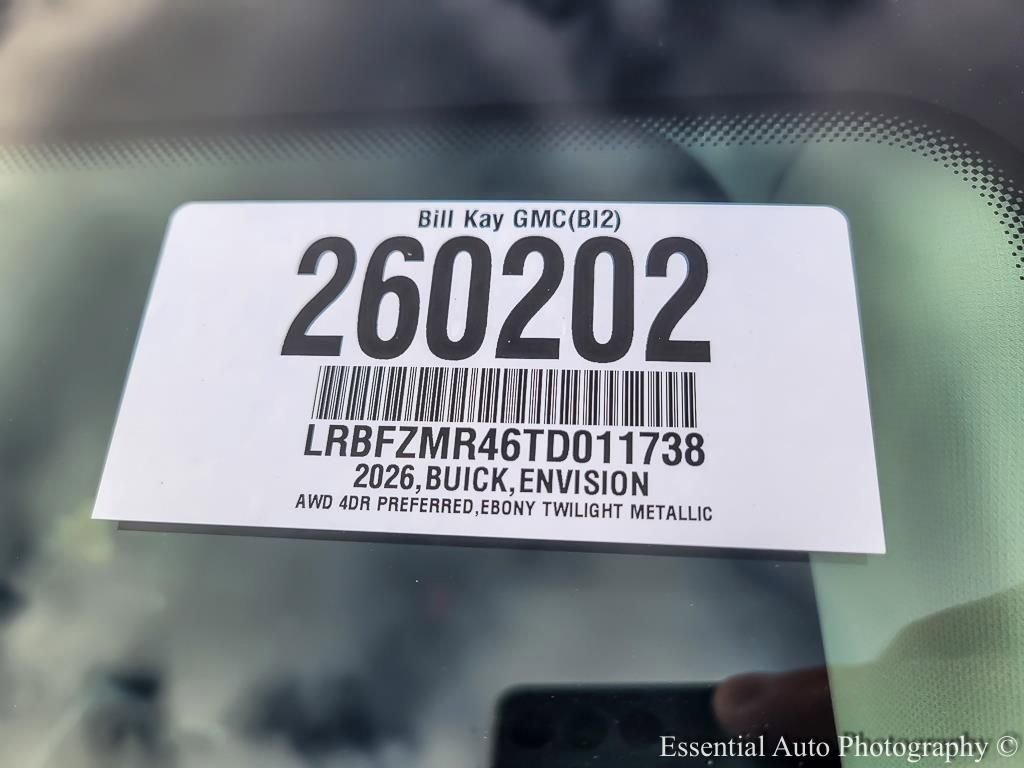 Bill Kay GMC(BI2)
260202
LRBFZMR46TD011738
2026,BUICK,ENVISION
AWD 4DR PREFERRED,EBONY TWILIGHT METALLIC
Essential Auto Photography ©